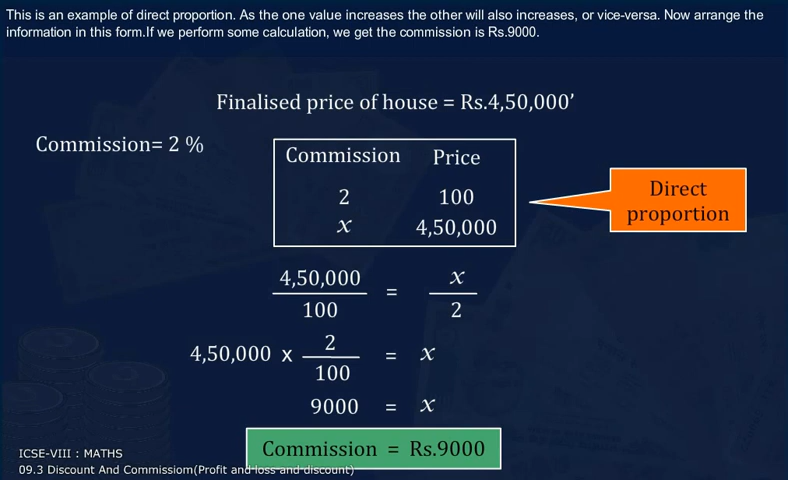 This is an example of direct proportion. As the one value increases the other will also increases, or vice-versa. Now arrange the
information in this form.If we perform some calculation, we get the commission is Rs.9000.
Finalised price of house = Rs.4,50,000’
Commission= 2 %
Commission Price
2 100
x 4,50,000
Direct
proportion
4,50,000 / 100 = x / 2
4,50,000 x 2 / 100 = x
9000 = x
Commission = Rs.9000
ICSE-VIII : MATHS
09.3 Discount And Commissiom(Profit and loss and discount)